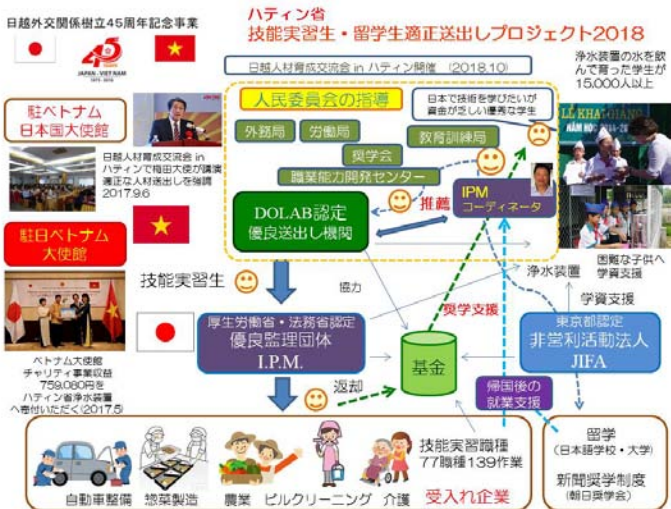 日越外交関係樹立45周年記念事業
ハティン省
技能実習生・留学生適正送出しプロジェクト2018
JAPAN - VIETNAM
日越人材育成交流会 in ハティン開催 (2018.10)
浄水装置の水を飲
んで育った学生が
15,000人以上
人民委員会の指導
日本で技術を学びたいが
資金が乏しい優秀な学生
外務局
労働局
教育訓練局
奨学会
職業能力開発センター
駐ベトナム
日本国大使館
日越人材育成交流会 in
ハティンで梅田大使が講演
適正な人材送出しを強調
2017.9.6
DOLAB認定
優良送出し機関
推薦
IPM
コーディネータ
LỄ KHAI GIẢNG
駐日ベトナム
大使館
困難な子供へ
学資支援
技能実習生
協力
浄水装置
学資支援
奨学支援
厚生労働省・法務省認定
優良監理団体
I.P.M.
基金
東京都認定
非営利活動法人
JIFA
ベトナム大使館
チャリティ事業収益
759,080円を
ハティン省浄水装置
へ寄付いただく(2017.5)
返却
帰国後の
就業支援
技能実習職種
77職種139作業
受入れ企業
自動車整備
惣菜製造
農業
ビルクリーニング
介護
留学
(日本語学校・大学)
新聞奨学制度
(朝日奨学会)